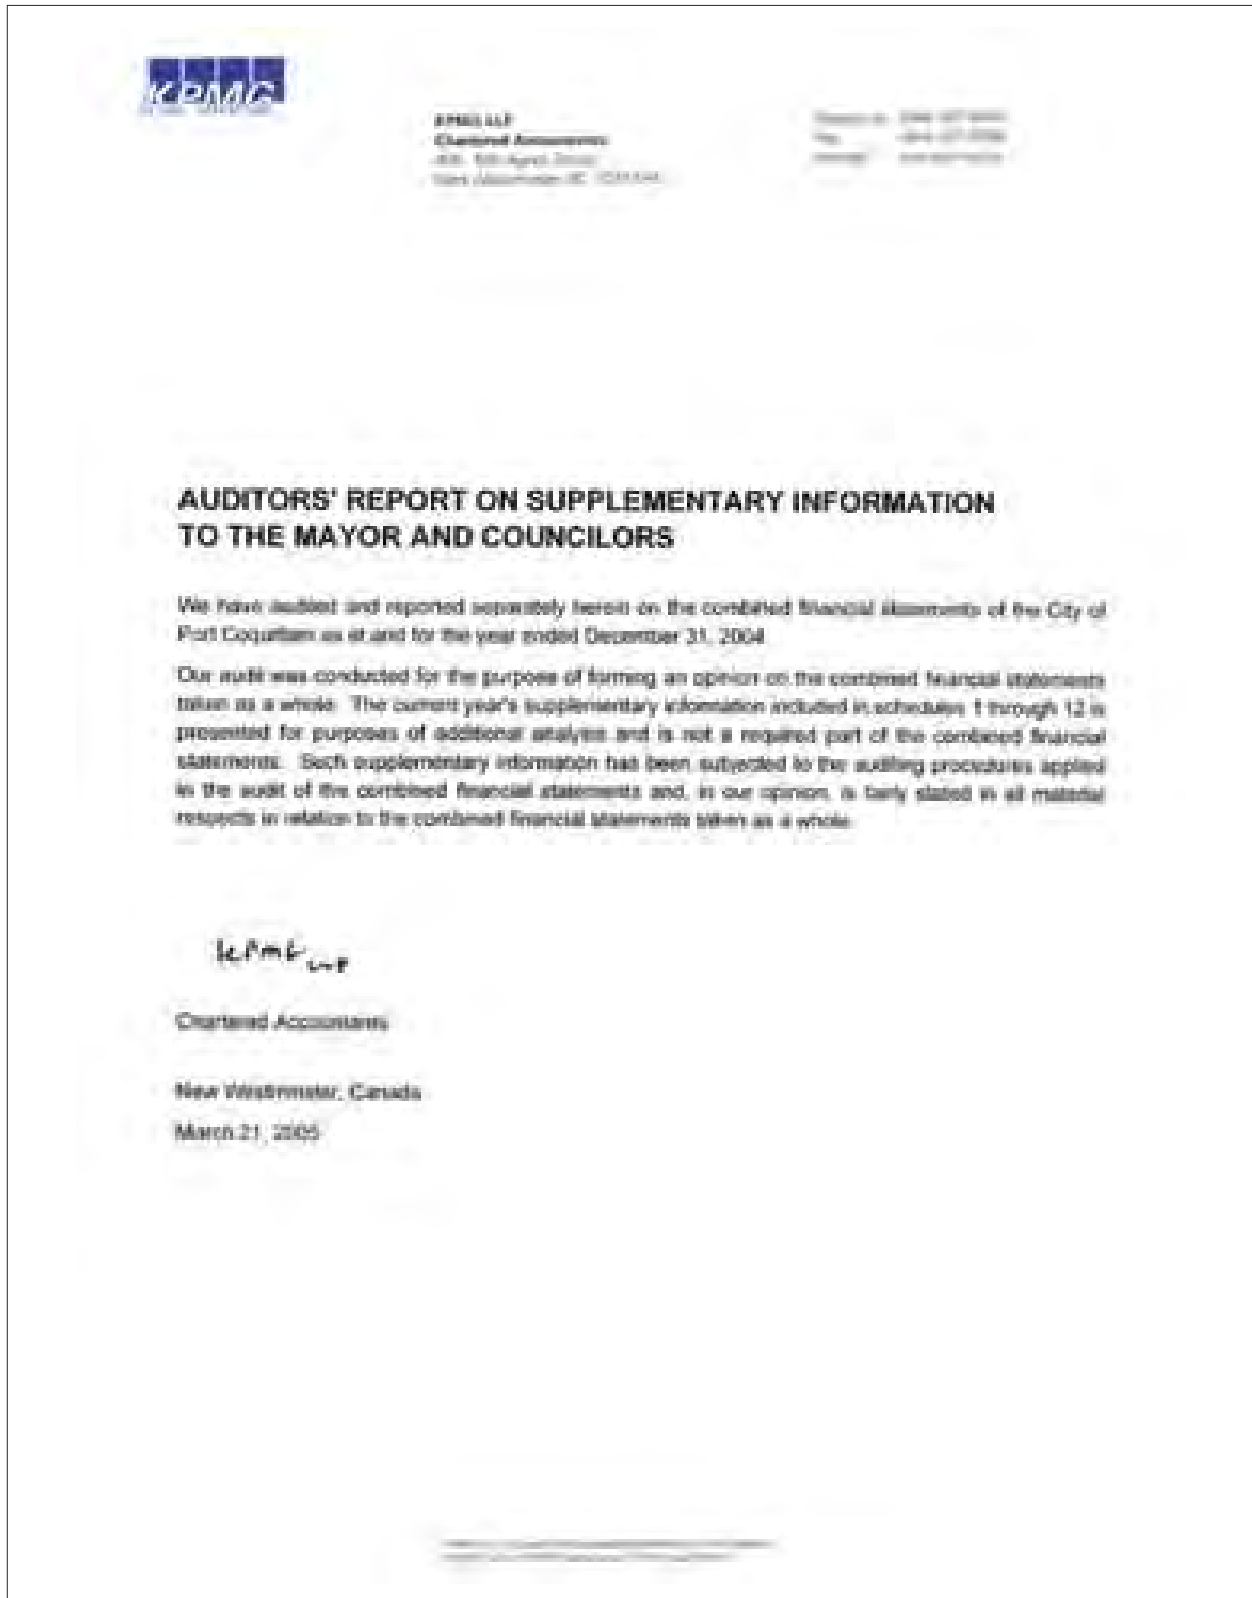 KPMG
KPMG LLP
Chartered Accountants
AUDITORS' REPORT ON SUPPLEMENTARY INFORMATION
TO THE MAYOR AND COUNCILORS
We have audited and reported separately herein on the combined financial statements of the City of
Port Coquitlam as at and for the year ended December 31, 2004.
Our audit was conducted for the purpose of forming an opinion on the combined financial statements
taken as a whole. The current year's supplementary information included in schedules 1 through 12 is
presented for purposes of additional analysis and is not a required part of the combined financial
statements. Such supplementary information has been subjected to the auditing procedures applied
in the audit of the combined financial statements and, in our opinion, is fairly stated in all material
respects in relation to the combined financial statements taken as a whole.
KPMG LLP
Chartered Accountants
New Westminster, Canada
March 21, 2005